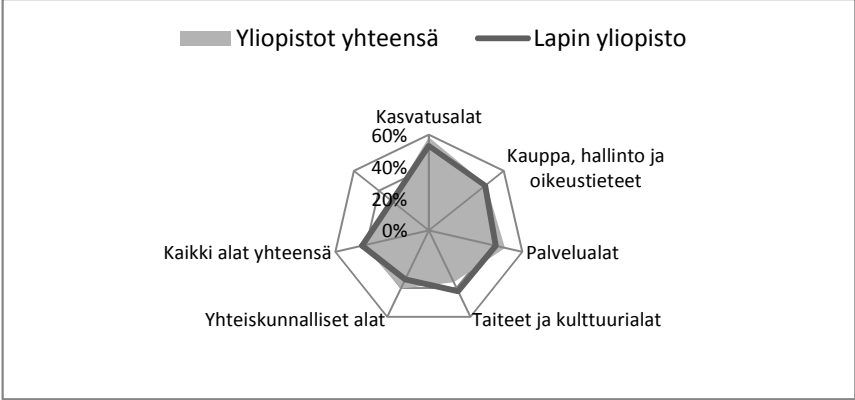 Yliopistot yhteensä
Lapin yliopisto
Kasvatusalat
60%
40%
20%
0%
Kauppa, hallinto ja
oikeustieteet
Kaikki alat yhteensä
Palvelualat
Yhteiskunnalliset alat
Taiteet ja kulttuurialat